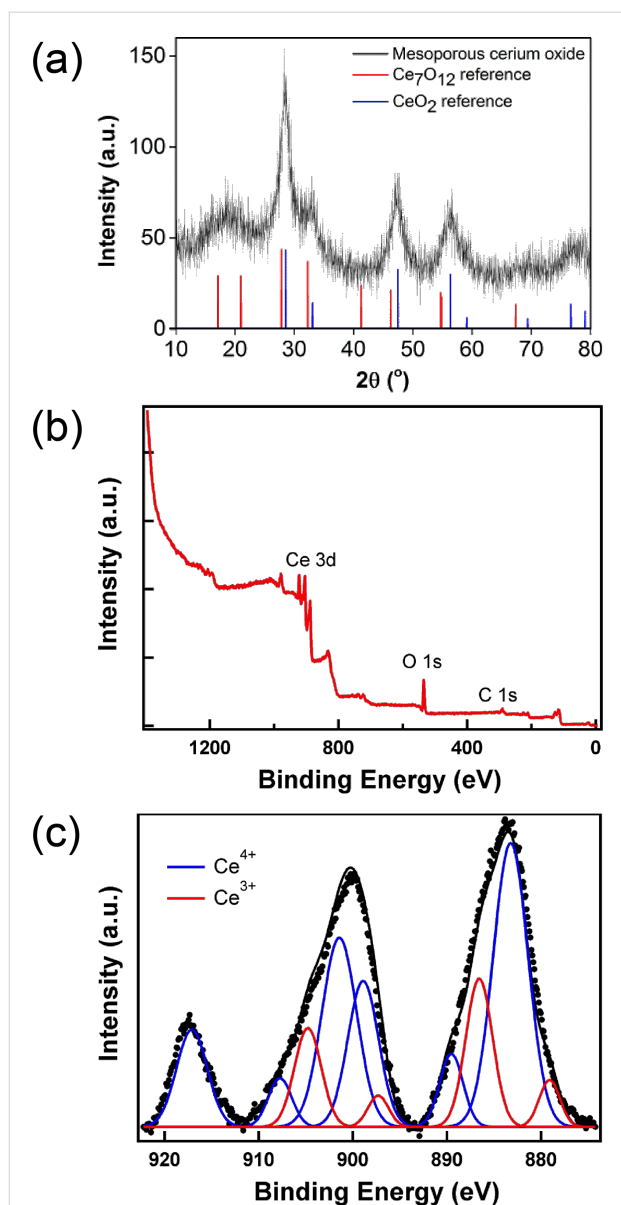 (a)
Intensity (a.u.)
150
100
50
0
Mesoporous cerium oxide
Ce₇O₁₂ reference
CeO₂ reference
10 20 30 40 50 60 70 80
2θ (°)
(b)
Intensity (a.u.)
Ce 3d
O 1s
C 1s
1200 800 400 0
Binding Energy (eV)
(c)
Intensity (a.u.)
Ce⁴⁺
Ce³⁺
920 910 900 890 880
Binding Energy (eV)